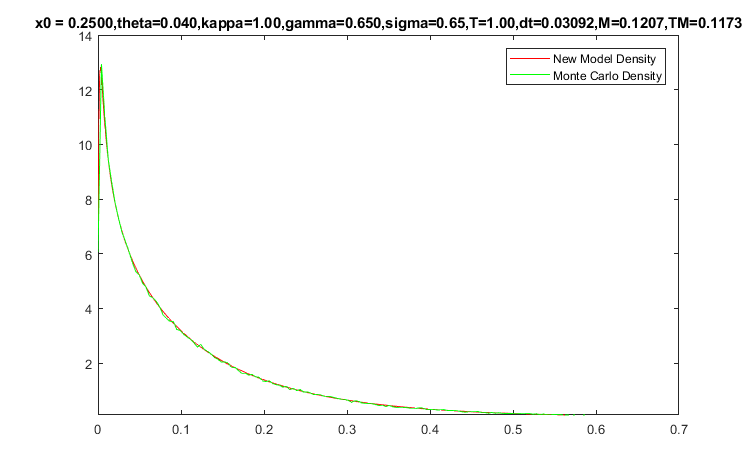 x0 = 0.2500,theta=0.040,kappa=1.00,gamma=0.650,sigma=0.65,T=1.00,dt=0.03092,M=0.1207,TM=0.1173
14
New Model Density
Monte Carlo Density
12
10
8
6
4
2
0 0.1 0.2 0.3 0.4 0.5 0.6 0.7